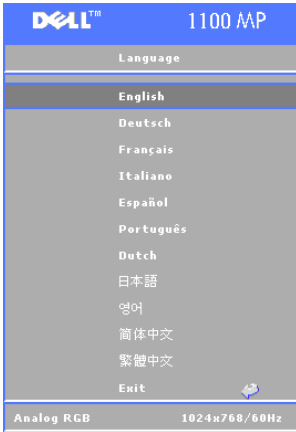 DELL™ 1100 MP
Language
English
Deutsch
Français
Italiano
Español
Português
Dutch
日本語
영어
简体中文
繁體中文
Exit
Analog RGB 1024x768/60Hz